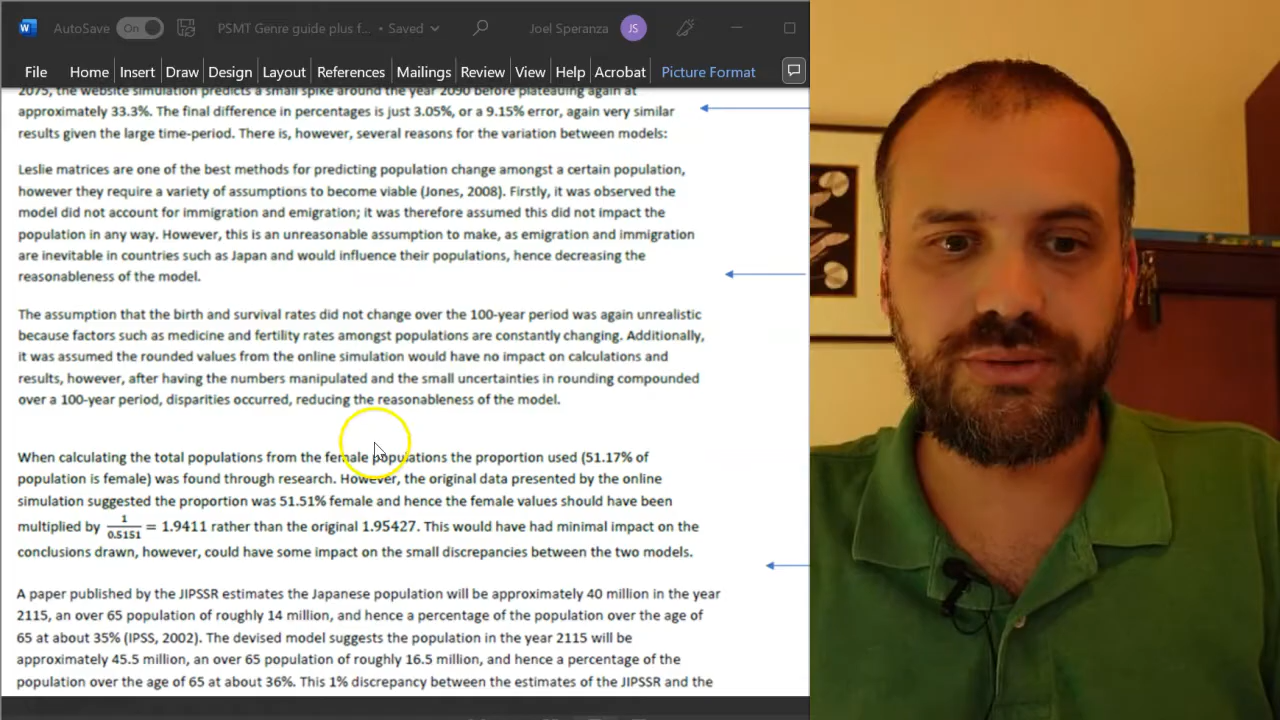 AutoSave On PSMT Genre guide plus f... • Saved Joel Speranza JS
File Home Insert Draw Design Layout References Mailings Review View Help Acrobat Picture Format
2075, the website simulation predicts a small spike around the year 2090 before plateauing again at
approximately 33.3%. The final difference in percentages is just 3.05%, or a 9.15% error, again very similar
results given the large time-period. There is, however, several reasons for the variation between models:
Leslie matrices are one of the best methods for predicting population change amongst a certain population,
however they require a variety of assumptions to become viable (Jones, 2008). Firstly, it was observed the
model did not account for immigration and emigration; it was therefore assumed this did not impact the
population in any way. However, this is an unreasonable assumption to make, as emigration and immigration
are inevitable in countries such as Japan and would influence their populations, hence decreasing the
reasonableness of the model.
The assumption that the birth and survival rates did not change over the 100-year period was again unrealistic
because factors such as medicine and fertility rates amongst populations are constantly changing. Additionally,
it was assumed the rounded values from the online simulation would have no impact on calculations and
results, however, after having the numbers manipulated and the small uncertainties in rounding compounded
over a 100-year period, disparities occurred, reducing the reasonableness of the model.
When calculating the total populations from the female populations the proportion used (51.17% of
population is female) was found through research. However, the original data presented by the online
simulation suggested the proportion was 51.51% female and hence the female values should have been
multiplied by 1/0.5151 = 1.9411 rather than the original 1.95427. This would have had minimal impact on the
conclusions drawn, however, could have some impact on the small discrepancies between the two models.
A paper published by the JIPSSR estimates the Japanese population will be approximately 40 million in the year
2115, an over 65 population of roughly 14 million, and hence a percentage of the population over the age of
65 at about 35% (IPSS, 2002). The devised model suggests the population in the year 2115 will be
approximately 45.5 million, an over 65 population of roughly 16.5 million, and hence a percentage of the
population over the age of 65 at about 36%. This 1% discrepancy between the estimates of the JIPSSR and the